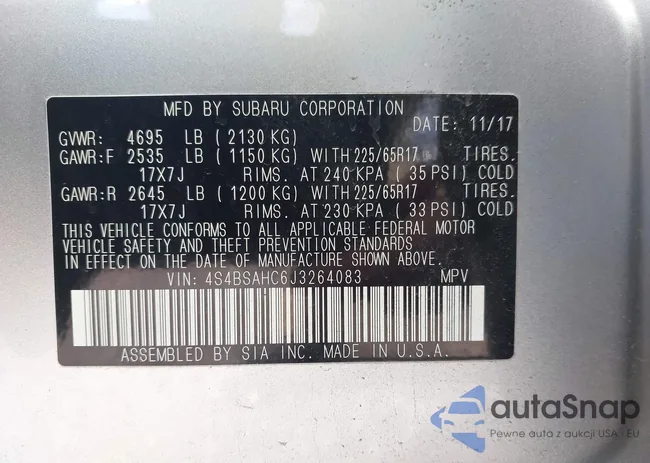 MFD BY SUBARU CORPORATION
DATE: 11/17
GVWR: 4695 LB (2130 KG)
GAWR:F 2535 LB (1150 KG) WITH 225/65R17 TIRES.
17X7J RIMS. AT 240 KPA (35 PSI) COLD
GAWR:R 2645 LB (1200 KG) WITH 225/65R17 TIRES.
17X7J RIMS. AT 230 KPA (33 PSI) COLD
THIS VEHICLE CONFORMS TO ALL APPLICABLE FEDERAL MOTOR
VEHICLE SAFETY AND THEFT PREVENTION STANDARDS IN EFFECT
ON THE DATE OF MANUFACTURE SHOWN ABOVE.
VIN: 4S4BSAHC6J3264083 MPV
ASSEMBLED BY SIA INC. MADE IN U.S.A.
autaSnap
Pewne auta z aukcji USA i EU